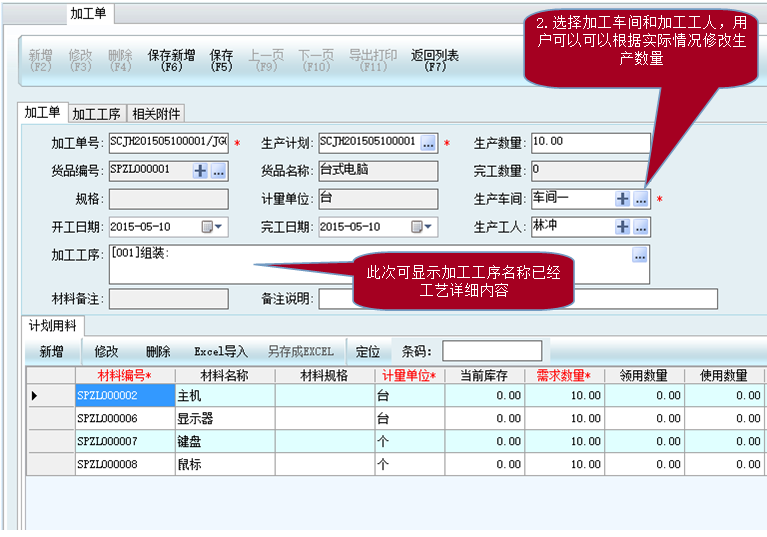 加工单
新增 修改 删除 保存新增 保存 上一页 下一页 导出打印 返回列表
(F2) (F3) (F4) (F6) (F5) (F9) (F10) (F11) (F7)
2. 选择加工车间和加工工人，用
户可以可以根据实际情况修改生
产数量
加工单 加工工序 相关附件
加工单号: SCJH201505100001/JG * 生产计划: SCJH201505100001 ... * 生产数量: 10.00
货品编号: SPZL000001 + ... 货品名称: 台式电脑 完工数量: 0
规格: 计量单位: 台 生产车间: 车间一 + ... *
开工日期: 2015-05-10 完工日期: 2015-05-10 生产工人: 林冲 + ...
加工工序: [001]组装: ...
此次可显示加工工序名称已经
工艺详细内容
材料备注: 备注说明:
计划用料
新增 修改 删除 Excel导入 另存成EXCEL 定位 条码:
材料编号* 材料名称 材料规格 计量单位* 当前库存 需求数量* 领用数量 使用数量
SPZL000002 主机 台 0.00 10.00 0.00 0.00
SPZL000006 显示器 台 0.00 10.00 0.00 0.00
SPZL000007 键盘 个 0.00 10.00 0.00 0.00
SPZL000008 鼠标 个 0.00 10.00 0.00 0.00